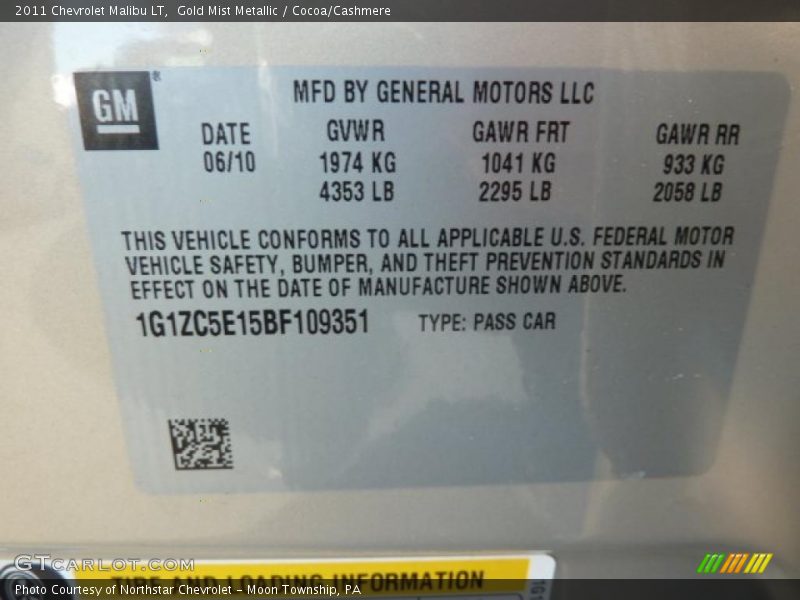 2011 Chevrolet Malibu LT, Gold Mist Metallic / Cocoa/Cashmere
GM ®
MFD BY GENERAL MOTORS LLC
DATE GVWR GAWR FRT GAWR RR
06/10 1974 KG 1041 KG 933 KG
4353 LB 2295 LB 2058 LB
THIS VEHICLE CONFORMS TO ALL APPLICABLE U.S. FEDERAL MOTOR
VEHICLE SAFETY, BUMPER, AND THEFT PREVENTION STANDARDS IN
EFFECT ON THE DATE OF MANUFACTURE SHOWN ABOVE.
1G1ZC5E15BF109351 TYPE: PASS CAR
GTCARLOT.COM
TIRE AND LOADING INFORMATION
Photo Courtesy of Northstar Chevrolet - Moon Township, PA